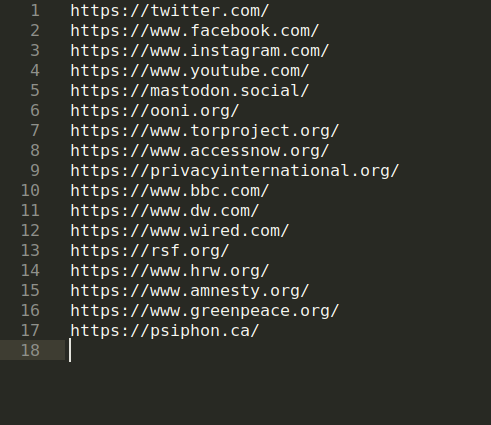 1 https://twitter.com/
2 https://www.facebook.com/
3 https://www.instagram.com/
4 https://www.youtube.com/
5 https://mastodon.social/
6 https://ooni.org/
7 https://www.torproject.org/
8 https://www.accessnow.org/
9 https://privacyinternational.org/
10 https://www.bbc.com/
11 https://www.dw.com/
12 https://www.wired.com/
13 https://rsf.org/
14 https://www.hrw.org/
15 https://www.amnesty.org/
16 https://www.greenpeace.org/
17 https://psiphon.ca/
18